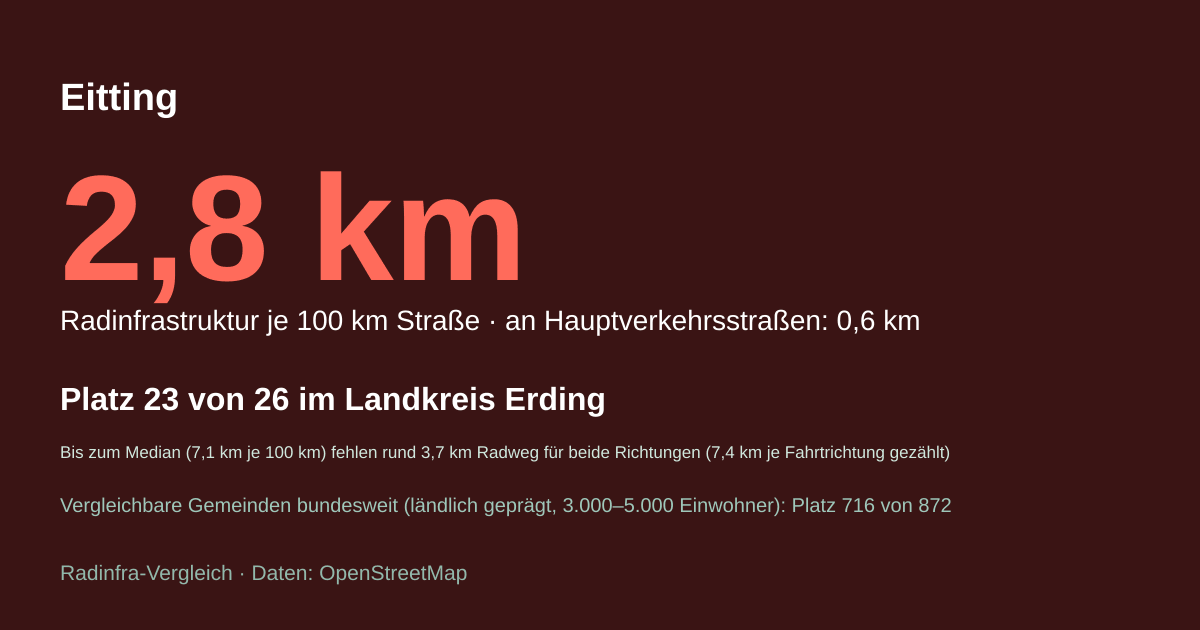 Eitting
2,8 km
Radinfrastruktur je 100 km Straße · an Hauptverkehrsstraßen: 0,6 km
Platz 23 von 26 im Landkreis Erding
Bis zum Median (7,1 km je 100 km) fehlen rund 3,7 km Radweg für beide Richtungen (7,4 km je Fahrtrichtung gezählt)
Vergleichbare Gemeinden bundesweit (ländlich geprägt, 3.000–5.000 Einwohner): Platz 716 von 872
Radinfra-Vergleich · Daten: OpenStreetMap